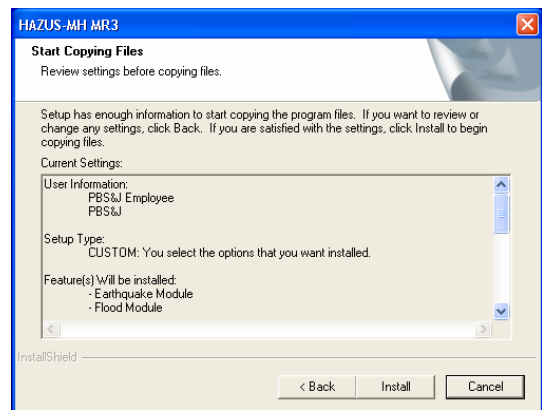 HAZUS-MH MR3
Start Copying Files
Review settings before copying files.
Setup has enough information to start copying the program files. If you want to review or
change any settings, click Back. If you are satisfied with the settings, click Install to begin
copying files.
Current Settings:
User Information:
PBS&J Employee
PBS&J
Setup Type:
CUSTOM: You select the options that you want installed.
Feature(s) Will be installed:
- Earthquake Module
- Flood Module
InstallShield
< Back
Install
Cancel